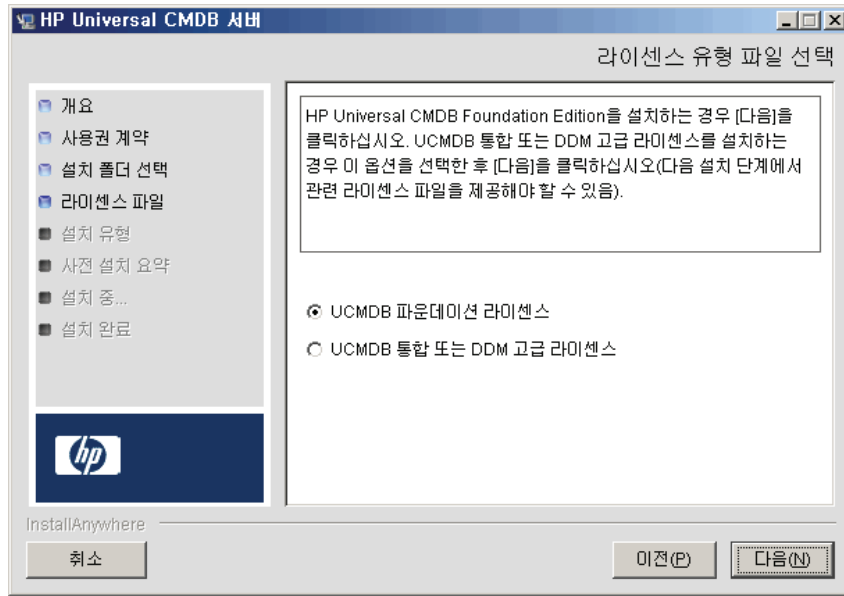 HP Universal CMDB 서버
라이센스 유형 파일 선택
개요
사용권 계약
설치 폴더 선택
라이센스 파일
설치 유형
사전 설치 요약
설치 중...
설치 완료
HP Universal CMDB Foundation Edition을 설치하는 경우 [다음]을
클릭하십시오. UCMDB 통합 또는 DDM 고급 라이센스를 설치하는
경우 이 옵션을 선택한 후 [다음]을 클릭하십시오(다음 설치 단계에서
관련 라이센스 파일을 제공해야 할 수 있음).
UCMDB 파운데이션 라이센스
UCMDB 통합 또는 DDM 고급 라이센스
hp
InstallAnywhere
취소
이전(P)
다음(N)